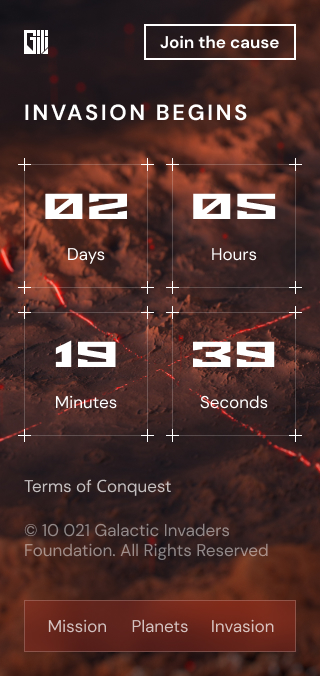 Gili
Join the cause
INVASION BEGINS
02
05
Days
Hours
19
39
Minutes
Seconds
Terms of Conquest
© 10 021 Galactic Invaders
Foundation. All Rights Reserved
Mission
Planets
Invasion